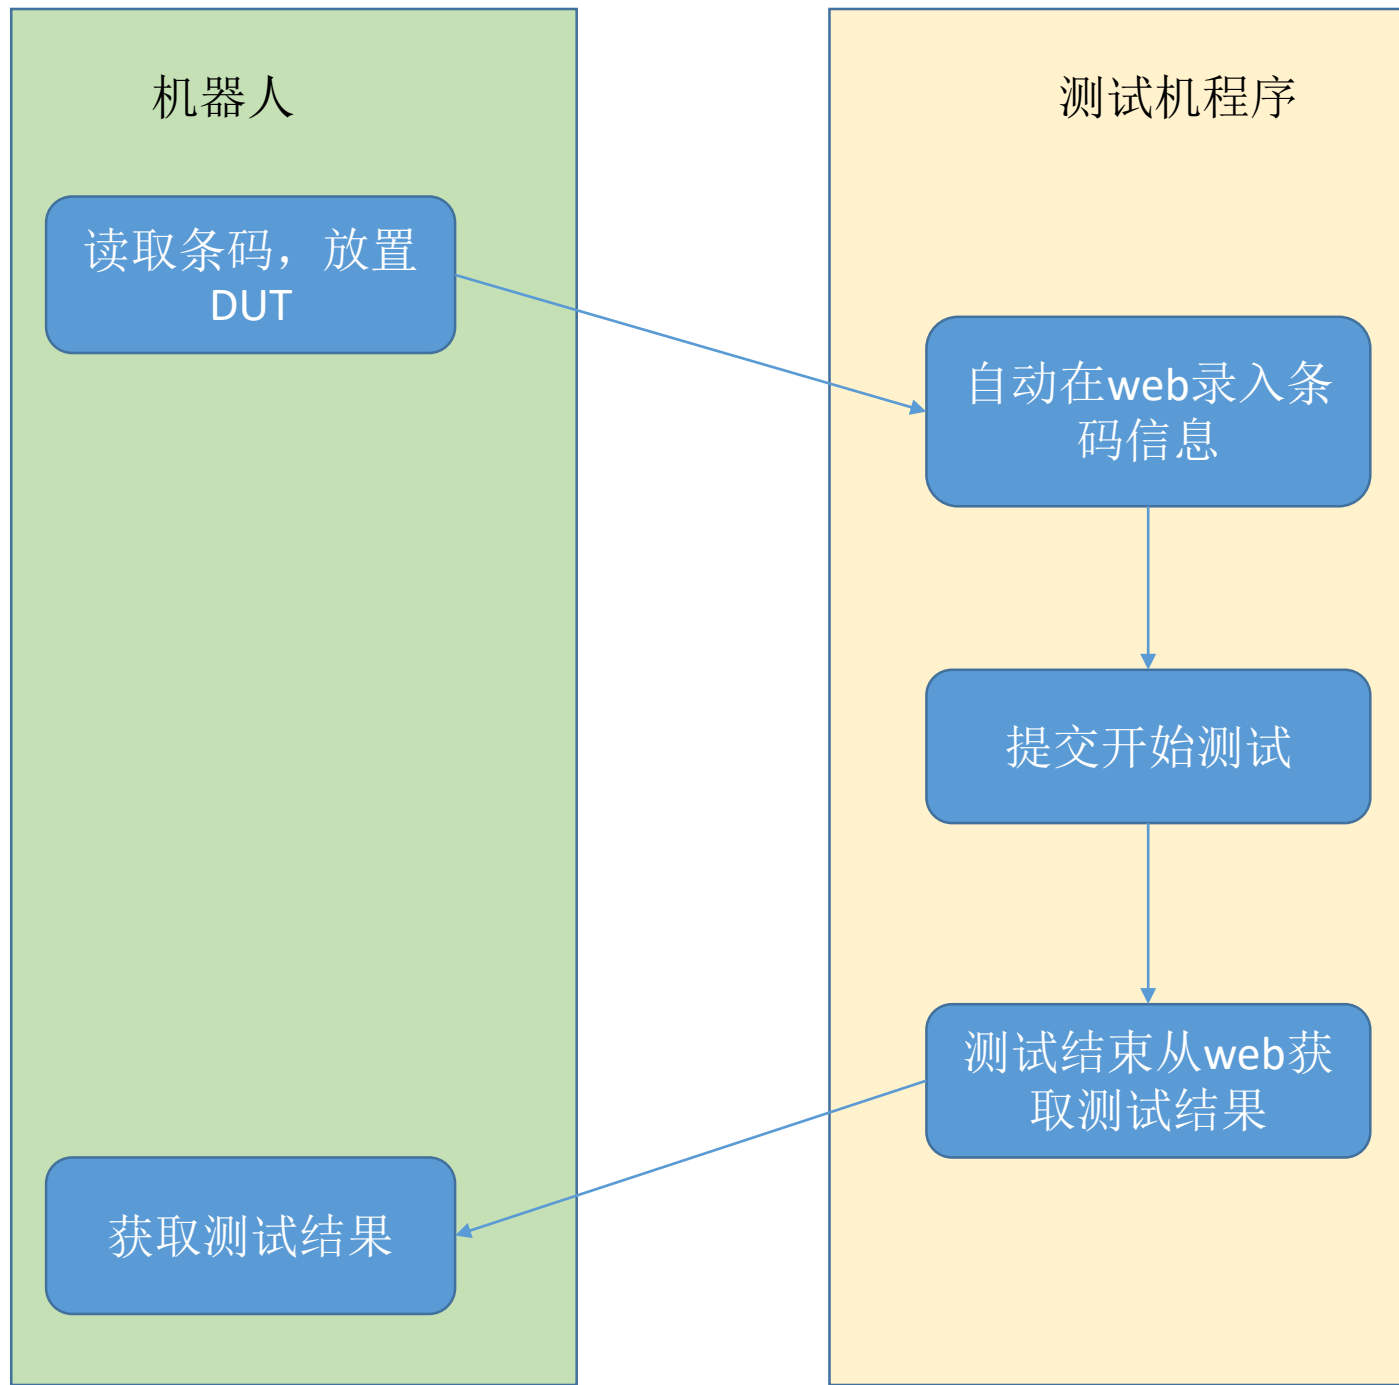 机器人
测试机程序
读取条码，放置
DUT
自动在web录入条
码信息
提交开始测试
测试结束从web获
取测试结果
获取测试结果